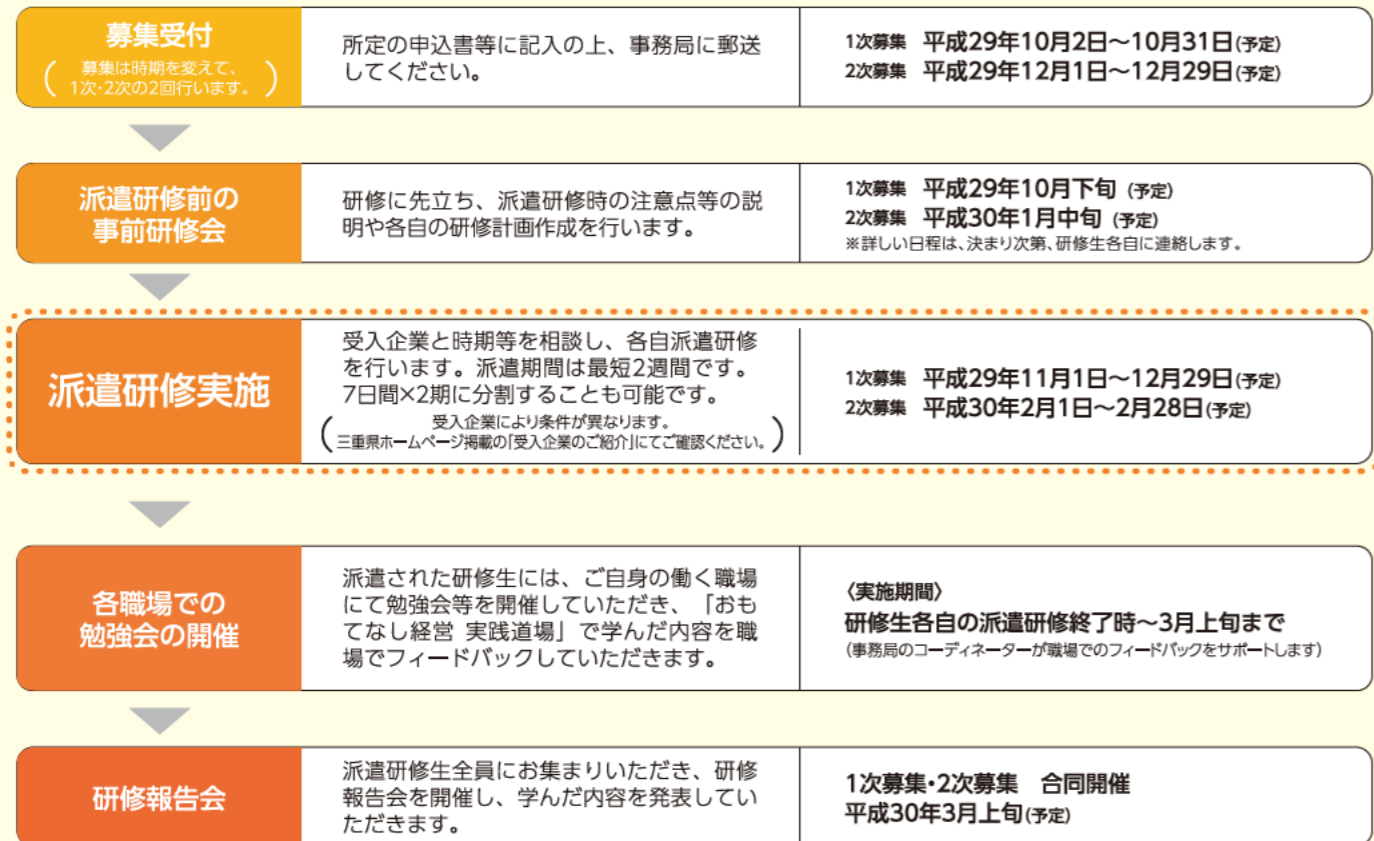 募集受付
(募集は時期を変えて、
1次・2次の2回行います。)
所定の申込書等に記入の上、事務局に郵送
してください。
1次募集 平成29年10月2日〜10月31日(予定)
2次募集 平成29年12月1日〜12月29日(予定)
派遣研修前の
事前研修会
研修に先立ち、派遣研修時の注意点等の説
明や各自の研修計画作成を行います。
1次募集 平成29年10月下旬 (予定)
2次募集 平成30年1月中旬 (予定)
※詳しい日程は、決まり次第、研修生各自に連絡します。
派遣研修実施
受入企業と時期等を相談し、各自派遣研修
を行います。派遣期間は最短2週間です。
7日間×2期に分割することも可能です。
(受入企業により条件が異なります。
三重県ホームページ掲載の「受入企業のご紹介」にてご確認ください。)
1次募集 平成29年11月1日〜12月29日(予定)
2次募集 平成30年2月1日〜2月28日(予定)
各職場での
勉強会の開催
派遣された研修生には、ご自身の働く職場
にて勉強会等を開催していただき、「おも
てなし経営 実践道場」で学んだ内容を職
場でフィードバックしていただきます。
〈実施期間〉
研修生各自の派遣研修終了時〜3月上旬まで
(事務局のコーディネーターが職場でのフィードバックをサポートします)
研修報告会
派遣研修生全員にお集まりいただき、研修
報告会を開催し、学んだ内容を発表してい
ただきます。
1次募集・2次募集 合同開催
平成30年3月上旬(予定)